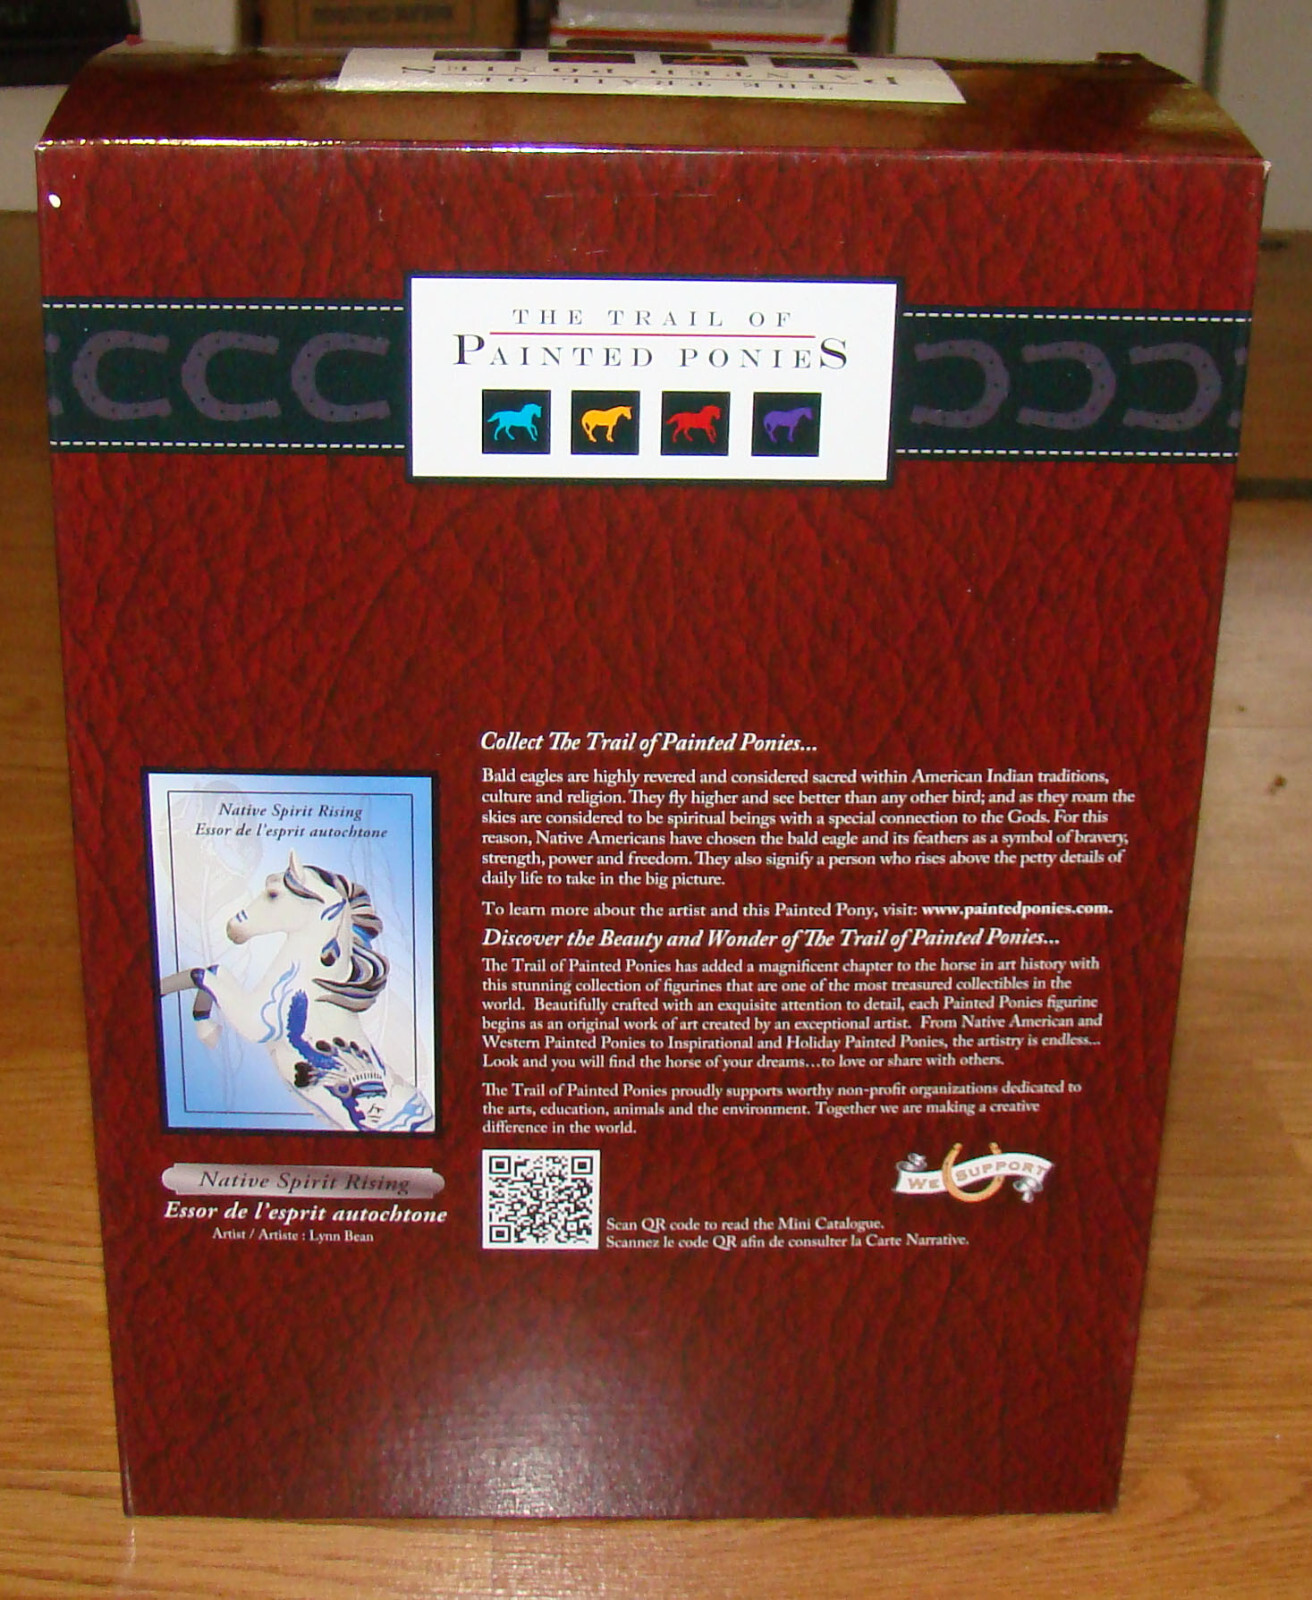 THE TRAIL OF
PAINTED PONIES
THE TRAIL OF
PAINTED PONIES
Collect The Trail of Painted Ponies...
Bald eagles are highly revered and considered sacred within American Indian traditions,
culture and religion. They fly higher and see better than any other bird; and as they roam the
skies are considered to be spiritual beings with a special connection to the Gods. For this
reason, Native Americans have chosen the bald eagle and its feathers as a symbol of bravery,
strength, power and freedom. They also signify a person who rises above the petty details of
daily life to take in the big picture.
To learn more about the artist and this Painted Pony, visit: www.paintedponies.com.
Discover the Beauty and Wonder of The Trail of Painted Ponies...
The Trail of Painted Ponies has added a magnificent chapter to the horse in art history with
this stunning collection of figurines that are one of the most treasured collectibles in the
world. Beautifully crafted with an exquisite attention to detail, each Painted Ponies figurine
begins as an original work of art created by an exceptional artist. From Native American and
Western Painted Ponies to Inspirational and Holiday Painted Ponies, the artistry is endless...
Look and you will find the horse of your dreams...to love or share with others.
The Trail of Painted Ponies proudly supports worthy non-profit organizations dedicated to
the arts, education, animals and the environment. Together we are making a creative
difference in the world.
Native Spirit Rising
Essor de l'esprit autochtone
Native Spirit Rising
Essor de l'esprit autochtone
Artist / Artiste : Lynn Bean
WE SUPPORT
Scan QR code to read the Mini Catalogue.
Scannez le code QR afin de consulter la Carte Narrative.